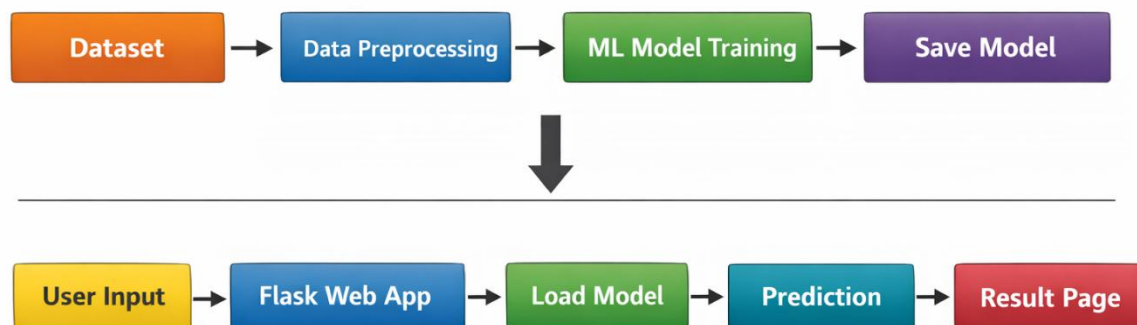 Dataset
Data Preprocessing
ML Model Training
Save Model
User Input
Flask Web App
Load Model
Prediction
Result Page